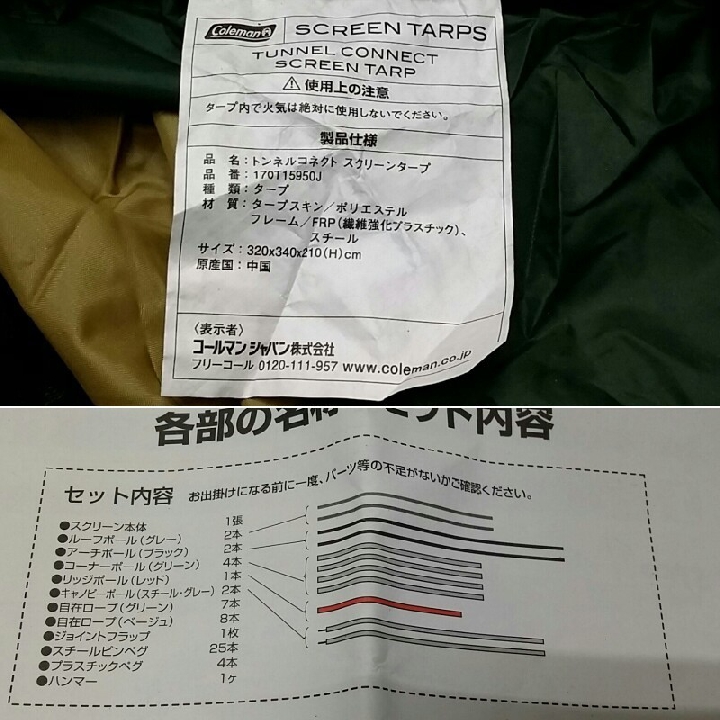 Coleman SCREEN TARPS
TUNNEL CONNECT
SCREEN TARP
⚠使用上の注意
タープ内で火気は絶対に使用しないでください。
製品仕様
品 名：トンネルコネクト スクリーンタープ
品 番：170T15950J
種 類：タープ
材 質：タープスキン／ポリエステル
フレーム／FRP（繊維強化プラスチック）、
スチール
サイズ：320x340x210(H)cm
原産国：中国
〈表示者〉
コールマン ジャパン株式会社
フリーコール 0120-111-957 www.coleman.co.jp
各部の名称 セット内容
セット内容 お出掛けになる前に一度、パーツ等の不足がないかご確認ください。
●スクリーン本体 1張
●ルーフポール（グレー） 2本
●アーチポール（ブラック） 2本
●コーナーポール（グリーン） 4本
●リッジポール（レッド） 1本
●キャノピーポール（スチール・グレー） 2本
●自在ロープ（グリーン） 7本
●自在ロープ（ベージュ） 8本
●ジョイントフラップ 1枚
●スチールピンペグ 25本
●プラスチックペグ 4本
●ハンマー 1ヶ